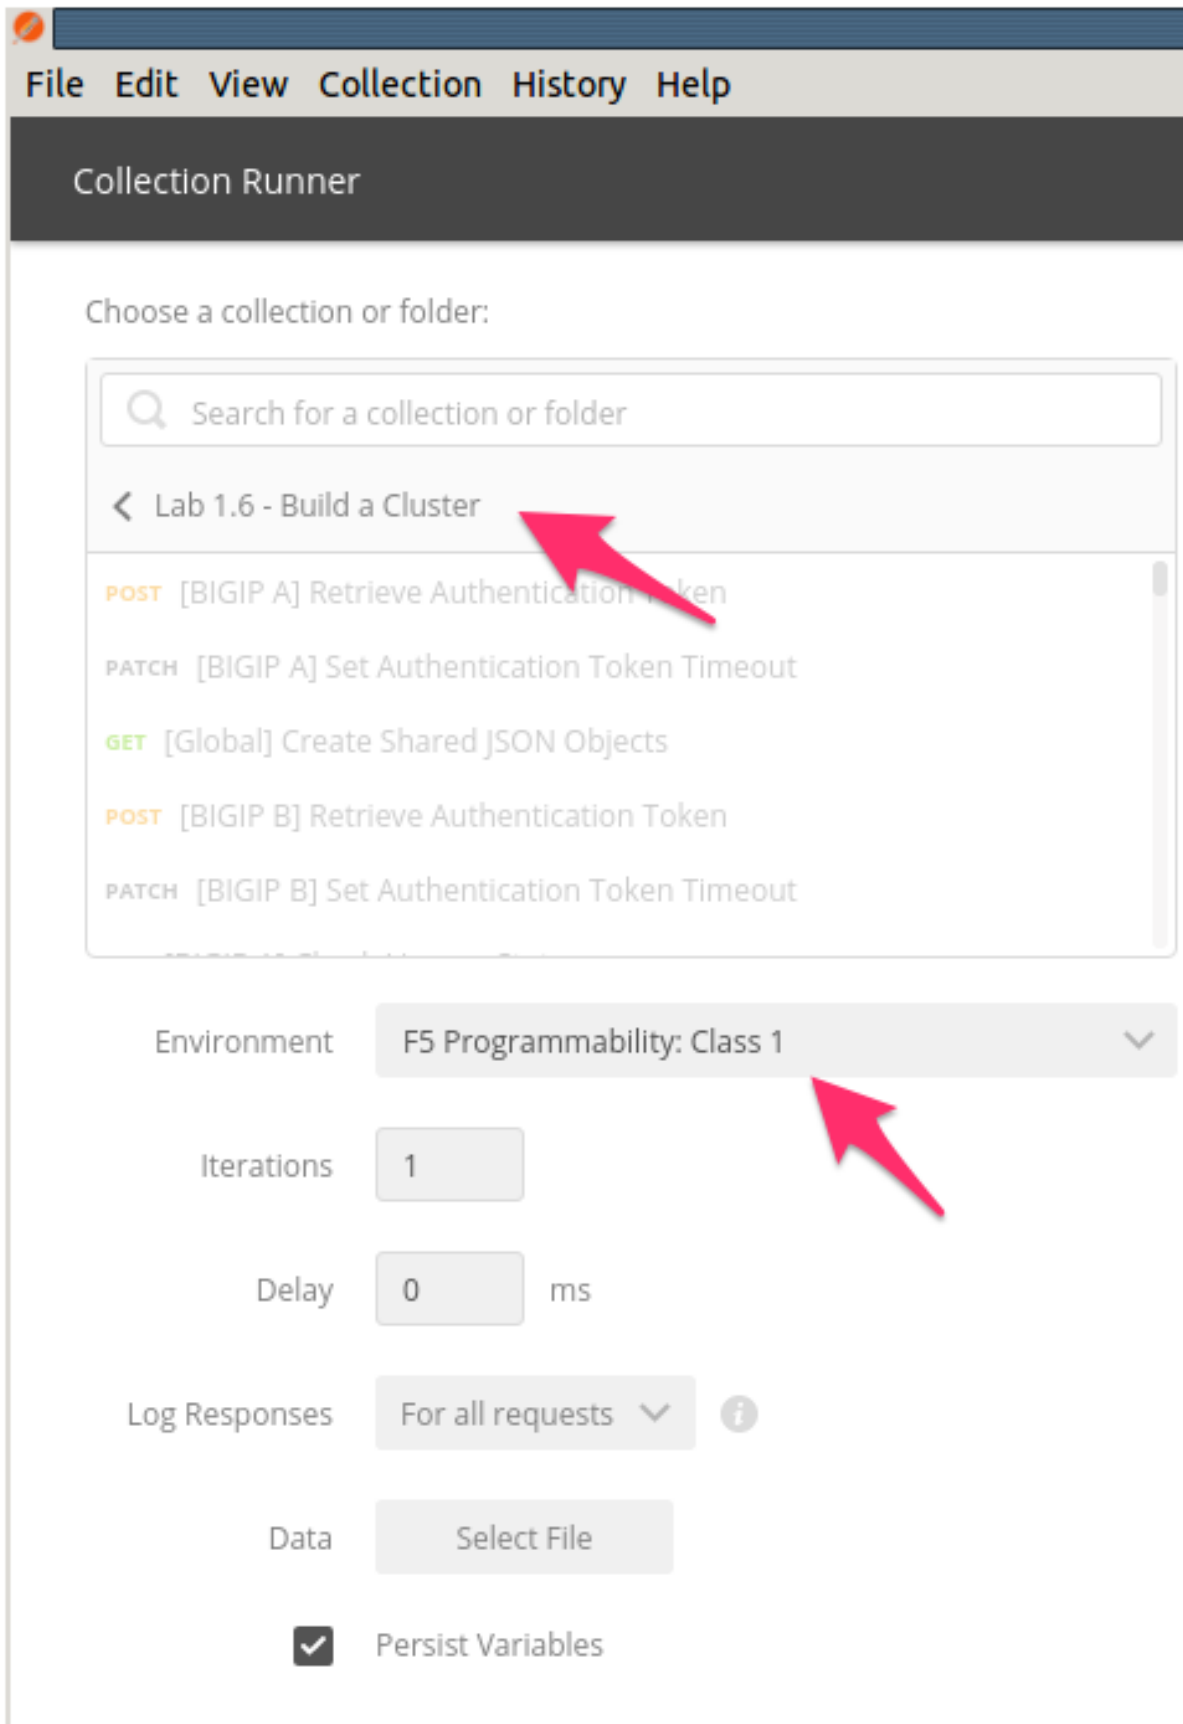 File Edit View Collection History Help
Collection Runner
Choose a collection or folder:
Search for a collection or folder
Lab 1.6 - Build a Cluster
POST [BIGIP A] Retrieve Authentication Token
PATCH [BIGIP A] Set Authentication Token Timeout
GET [Global] Create Shared JSON Objects
POST [BIGIP B] Retrieve Authentication Token
PATCH [BIGIP B] Set Authentication Token Timeout
Environment F5 Programmability: Class 1
Iterations 1
Delay 0 ms
Log Responses For all requests
Data Select File
Persist Variables